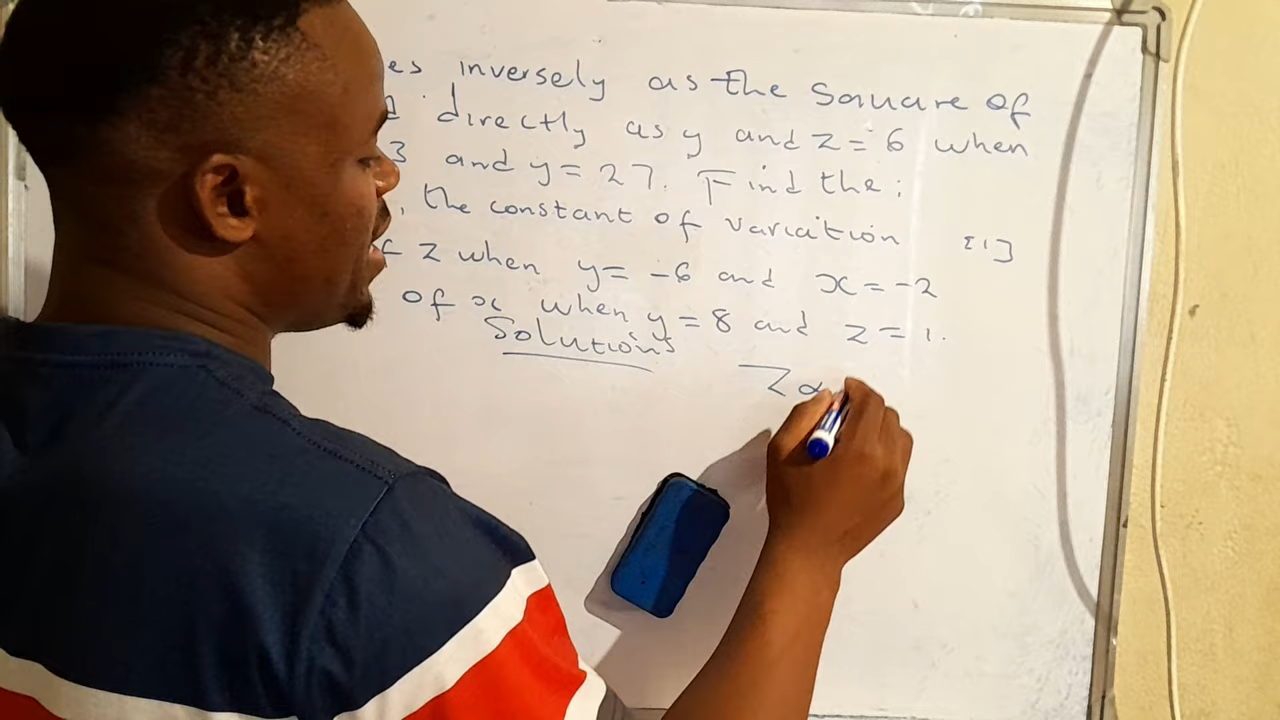 es inversely as the square of
directly as y and z = 6 when
3 and y = 27. Find the :
, the constant of variation [1]
f z when y = -6 and x = -2
of x when y = 8 and z = 1.
Solutions
Z α